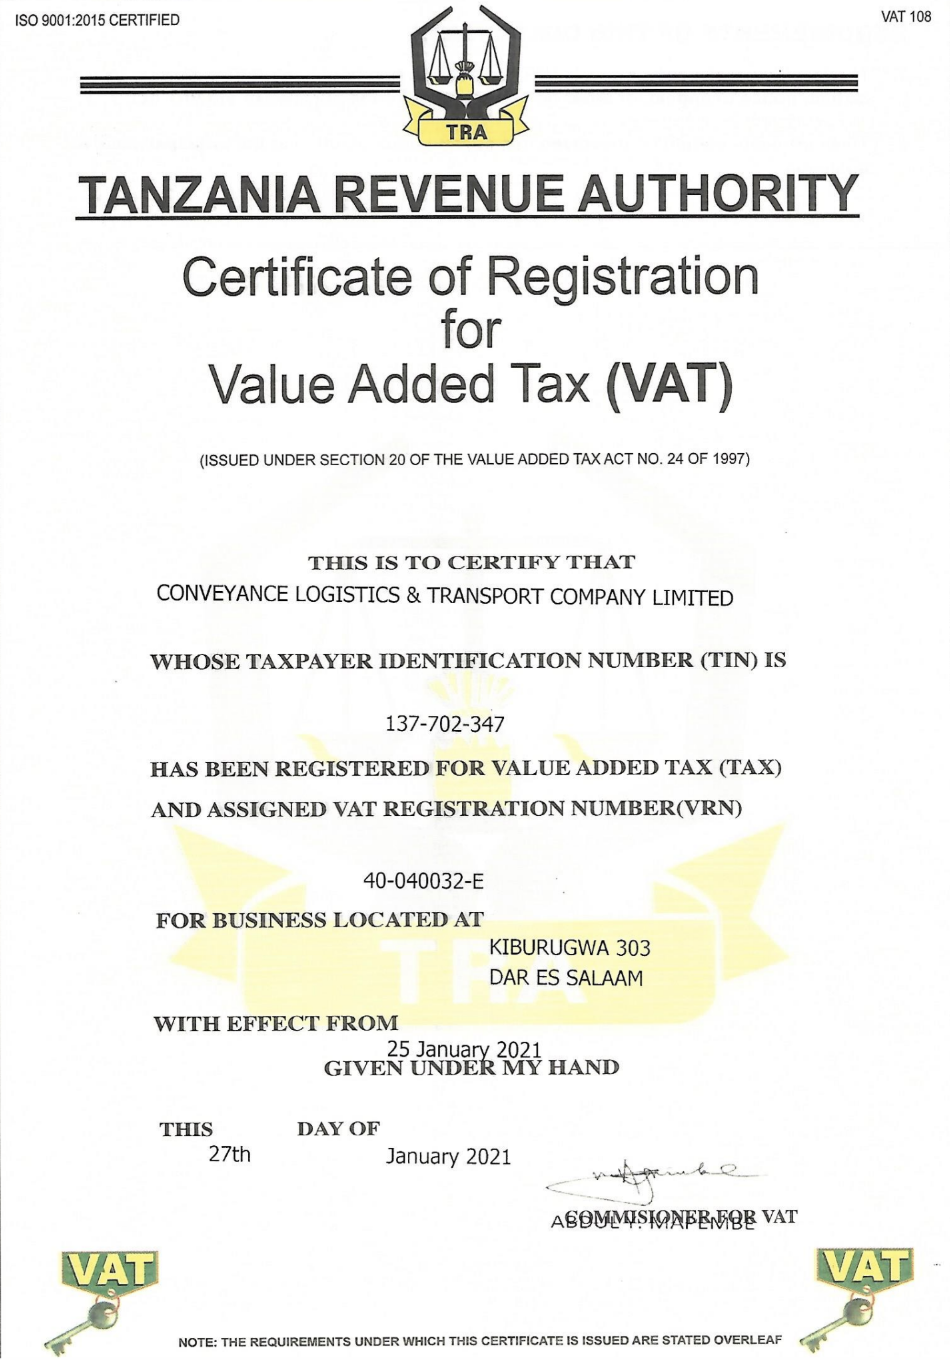 ISO 9001:2015 CERTIFIED
VAT 108
TRA
TANZANIA REVENUE AUTHORITY
Certificate of Registration
for
Value Added Tax (VAT)
(ISSUED UNDER SECTION 20 OF THE VALUE ADDED TAX ACT NO. 24 OF 1997)
THIS IS TO CERTIFY THAT
CONVEYANCE LOGISTICS & TRANSPORT COMPANY LIMITED
WHOSE TAXPAYER IDENTIFICATION NUMBER (TIN) IS
137-702-347
HAS BEEN REGISTERED FOR VALUE ADDED TAX (TAX)
AND ASSIGNED VAT REGISTRATION NUMBER(VRN)
40-040032-E
FOR BUSINESS LOCATED AT
KIBURUGWA 303
TRA
DAR ES SALAAM
WITH EFFECT FROM
25 January 2021
GIVEN UNDER MY HAND
THIS DAY OF
27th January 2021
COMMISIONER FOR VAT
ABDUL Y. MAPEMBE
VAT
VAT
NOTE: THE REQUIREMENTS UNDER WHICH THIS CERTIFICATE IS ISSUED ARE STATED OVERLEAF